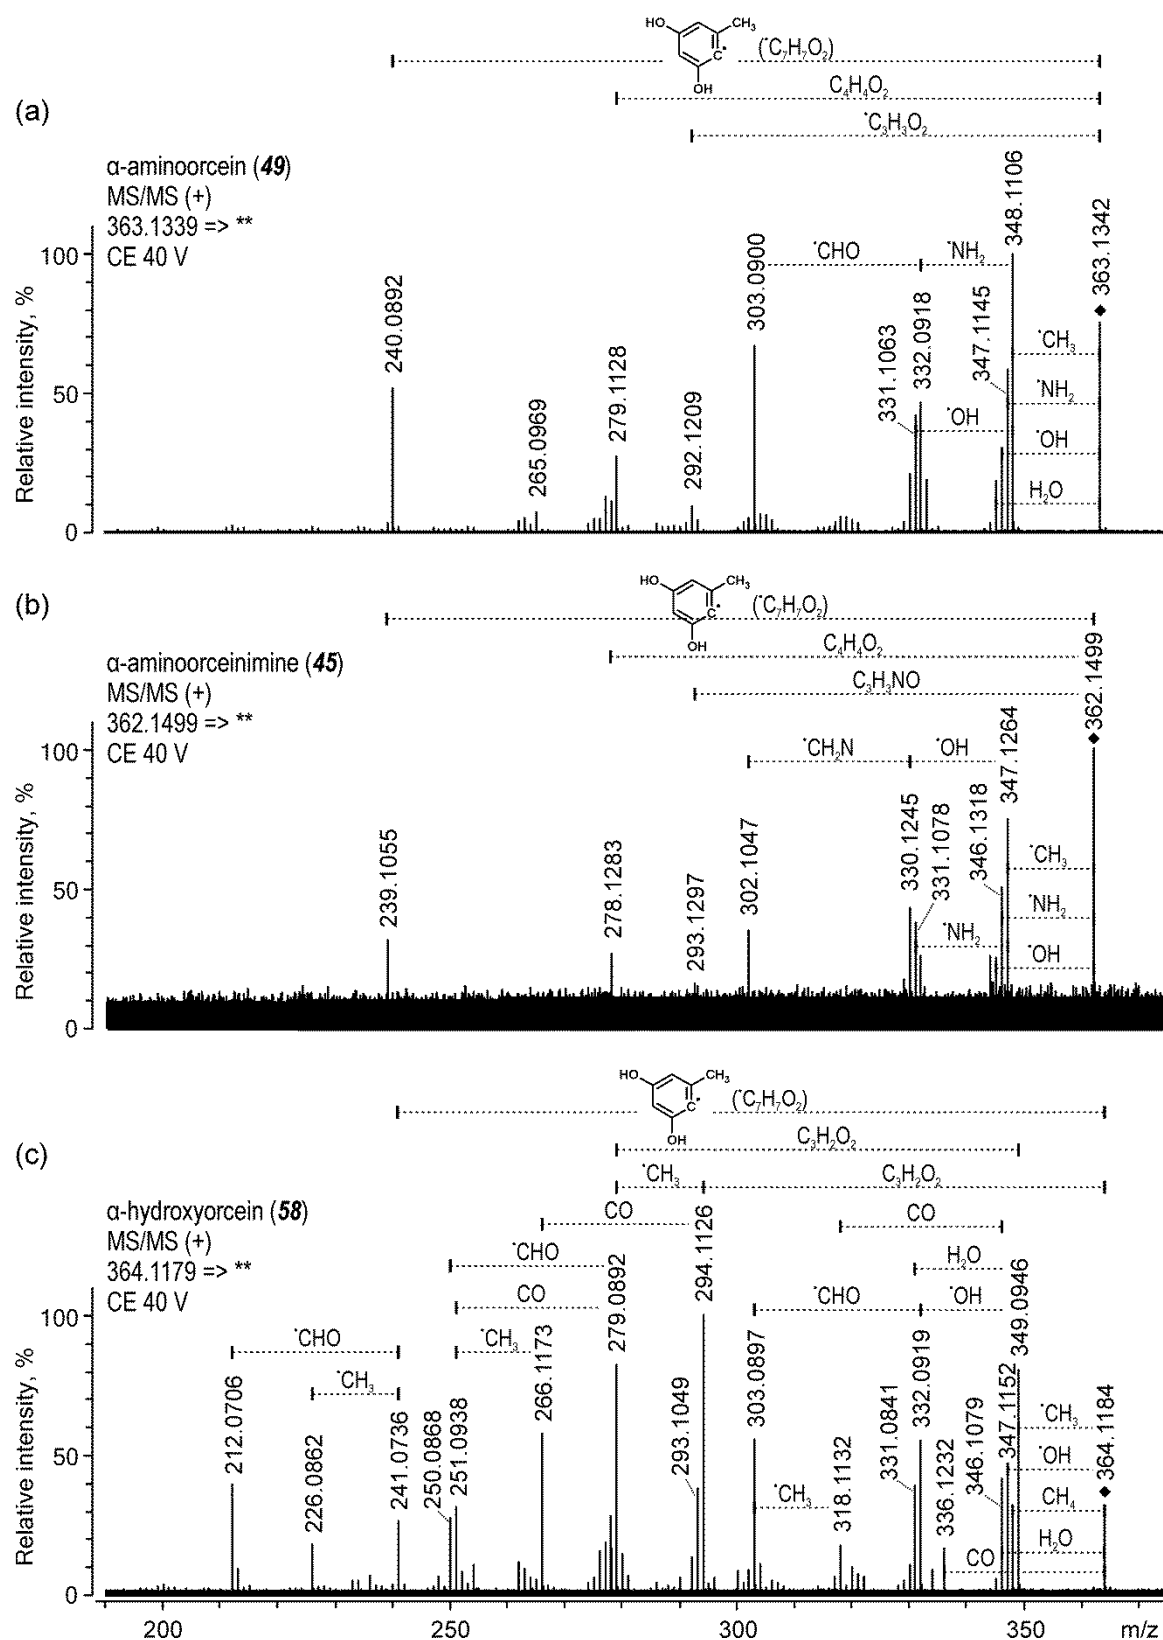 HO
CH₃
C•
OH
(•C₇H₇O₂)
C₄H₄O₂
•C₃H₃O₂
(a)
α-aminoorcein (49)
MS/MS (+)
363.1339 => **
CE 40 V
Relative intensity, %
100
50
0
240.0892
265.0969
279.1128
292.1209
303.0900
331.1063
332.0918
347.1145
348.1106
363.1342
•CHO
•NH₂
•CH₃
•NH₂
•OH
•OH
H₂O
HO
CH₃
C•
OH
(•C₇H₇O₂)
C₄H₄O₂
C₃H₃NO
(b)
α-aminoorceinimine (45)
MS/MS (+)
362.1499 => **
CE 40 V
Relative intensity, %
100
50
0
239.1055
278.1283
293.1297
302.1047
330.1245
331.1078
346.1318
347.1264
362.1499
•CH₂N
•OH
•CH₃
•NH₂
•NH₂
•OH
HO
CH₃
C•
OH
(•C₇H₇O₂)
C₃H₂O₂
•CH₃
C₃H₂O₂
(c)
α-hydroxyorcein (58)
MS/MS (+)
364.1179 => **
CE 40 V
CO
CO
•CHO
H₂O
CO
•CHO
•OH
•CHO
•CH₃
•CH₃
•CH₃
•OH
•CH₃
CH₄
•CH₃
H₂O
CO
Relative intensity, %
100
50
0
212.0706
226.0862
241.0736
250.0868
251.0938
266.1173
279.0892
293.1049
294.1126
303.0897
318.1132
331.0841
332.0919
336.1232
346.1079
347.1152
349.0946
364.1184
200
250
300
350
m/z